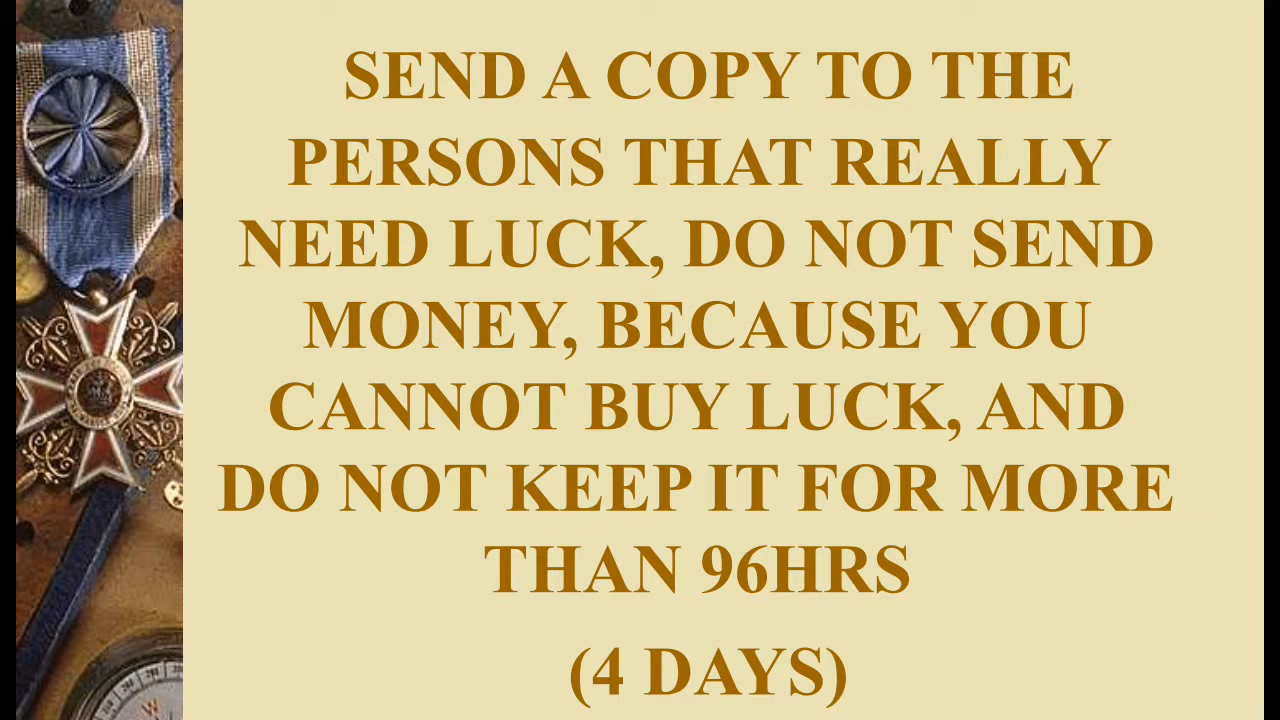 SEND A COPY TO THE
PERSONS THAT REALLY
NEED LUCK, DO NOT SEND
MONEY, BECAUSE YOU
CANNOT BUY LUCK, AND
DO NOT KEEP IT FOR MORE
THAN 96HRS
(4 DAYS)